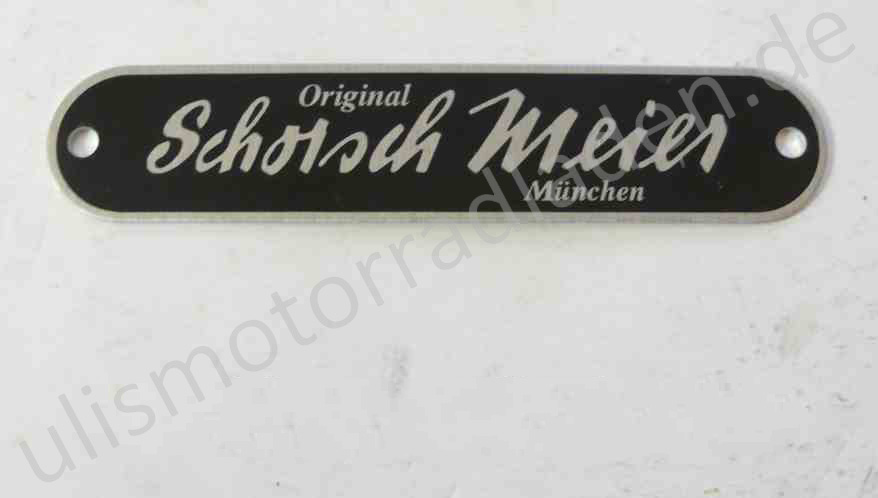 Original
Schorsch Meier
München
ulismotorradladen.de